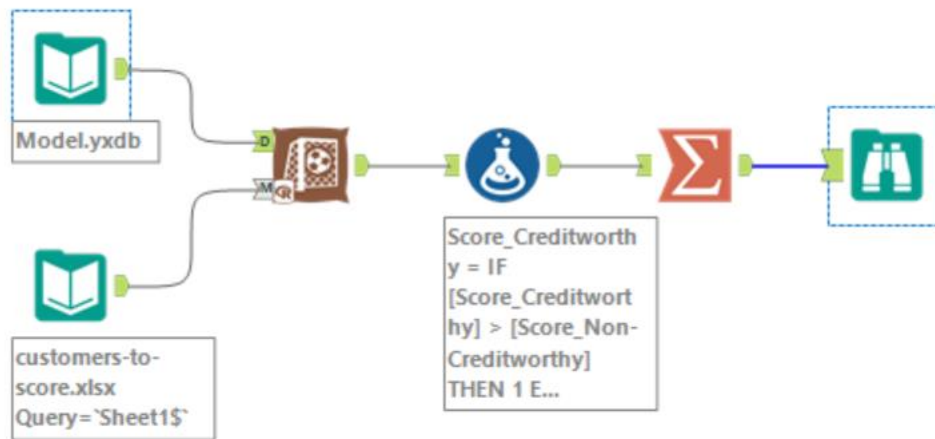 Model.yxdb
D
M
R
customers-to-
score.xlsx
Query=`Sheet1$`
Score_Creditworth
y = IF
[Score_Creditwort
hy] > [Score_Non-
Creditworthy]
THEN 1 E...
Σ